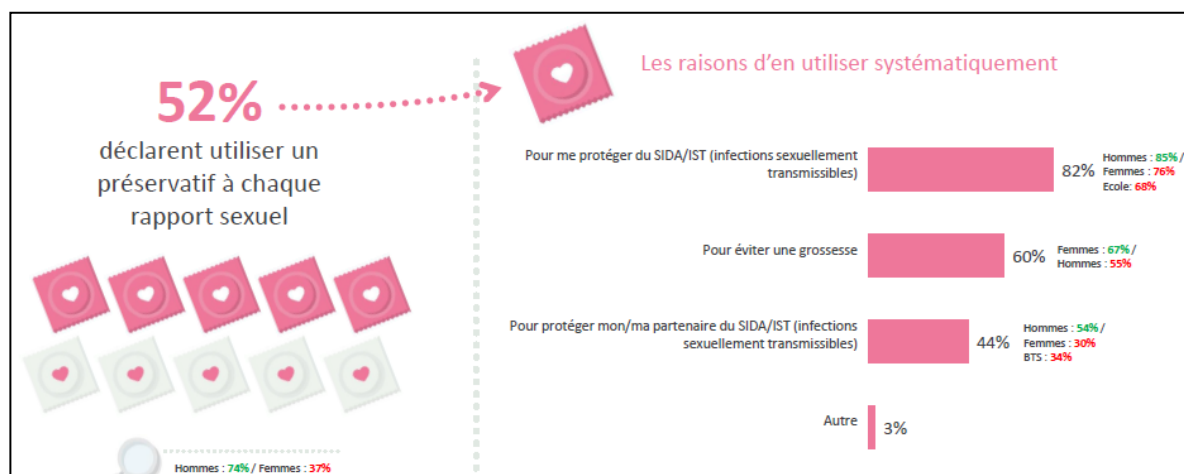 52%
déclarent utiliser un
préservatif à chaque
rapport sexuel
Hommes : 74% / Femmes : 37%
Les raisons d'en utiliser systématiquement
Pour me protéger du SIDA/IST (infections sexuellement
transmissibles)
82%
Hommes : 85% /
Femmes : 76%
Ecole: 68%
Pour éviter une grossesse
60%
Femmes : 67% /
Hommes : 55%
Pour protéger mon/ma partenaire du SIDA/IST (infections
sexuellement transmissibles)
44%
Hommes : 54% /
Femmes : 30%
BTS : 34%
Autre
3%